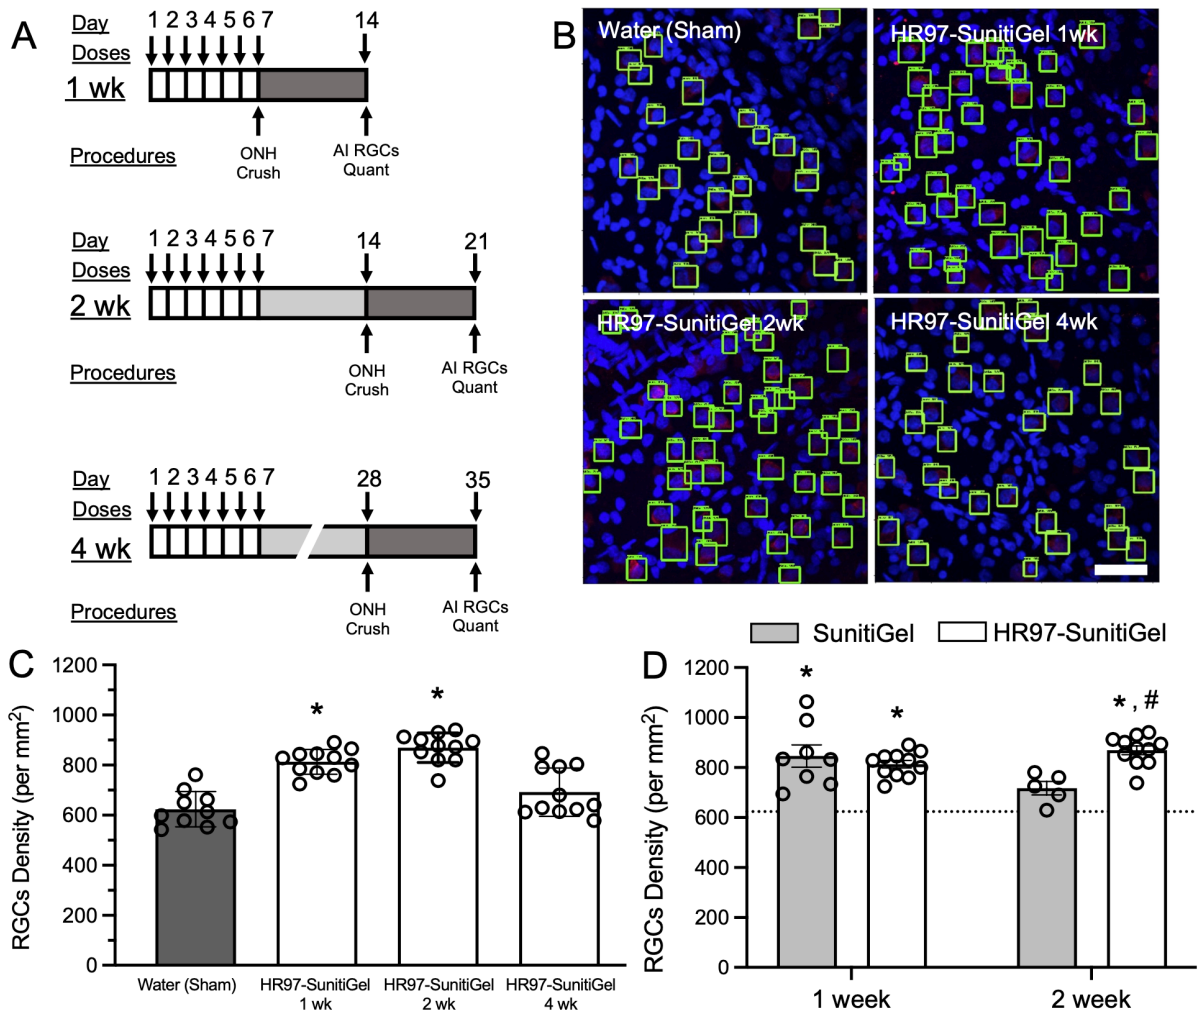 A
Day 1 2 3 4 5 6 7 14
Doses
1 wk
Procedures
ONH
Crush
AI RGCs
Quant
Day 1 2 3 4 5 6 7 14 21
Doses
2 wk
Procedures
ONH
Crush
AI RGCs
Quant
Day 1 2 3 4 5 6 7 28 35
Doses
4 wk
Procedures
ONH
Crush
AI RGCs
Quant
B
Water (Sham)
HR97-SunitiGel 1wk
HR97-SunitiGel 2wk
HR97-SunitiGel 4wk
C
RGCs Density (per mm²)
1200
1000
800
600
400
200
0
*
*
Water (Sham)
HR97-SunitiGel
1 wk
HR97-SunitiGel
2 wk
HR97-SunitiGel
4 wk
D
SunitiGel
HR97-SunitiGel
RGCs Density (per mm²)
1200
1000
800
600
400
200
0
*
*
* , #
1 week
2 week